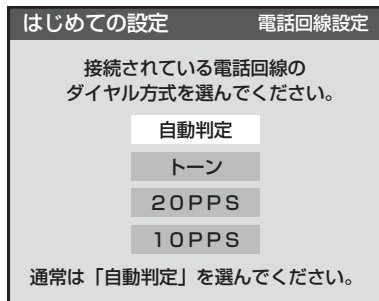 はじめての設定 電話回線設定
接続されている電話回線の
ダイヤル方式を選んでください。
自動判定
トーン
２０ＰＰＳ
１０ＰＰＳ
通常は「自動判定」を選んでください。